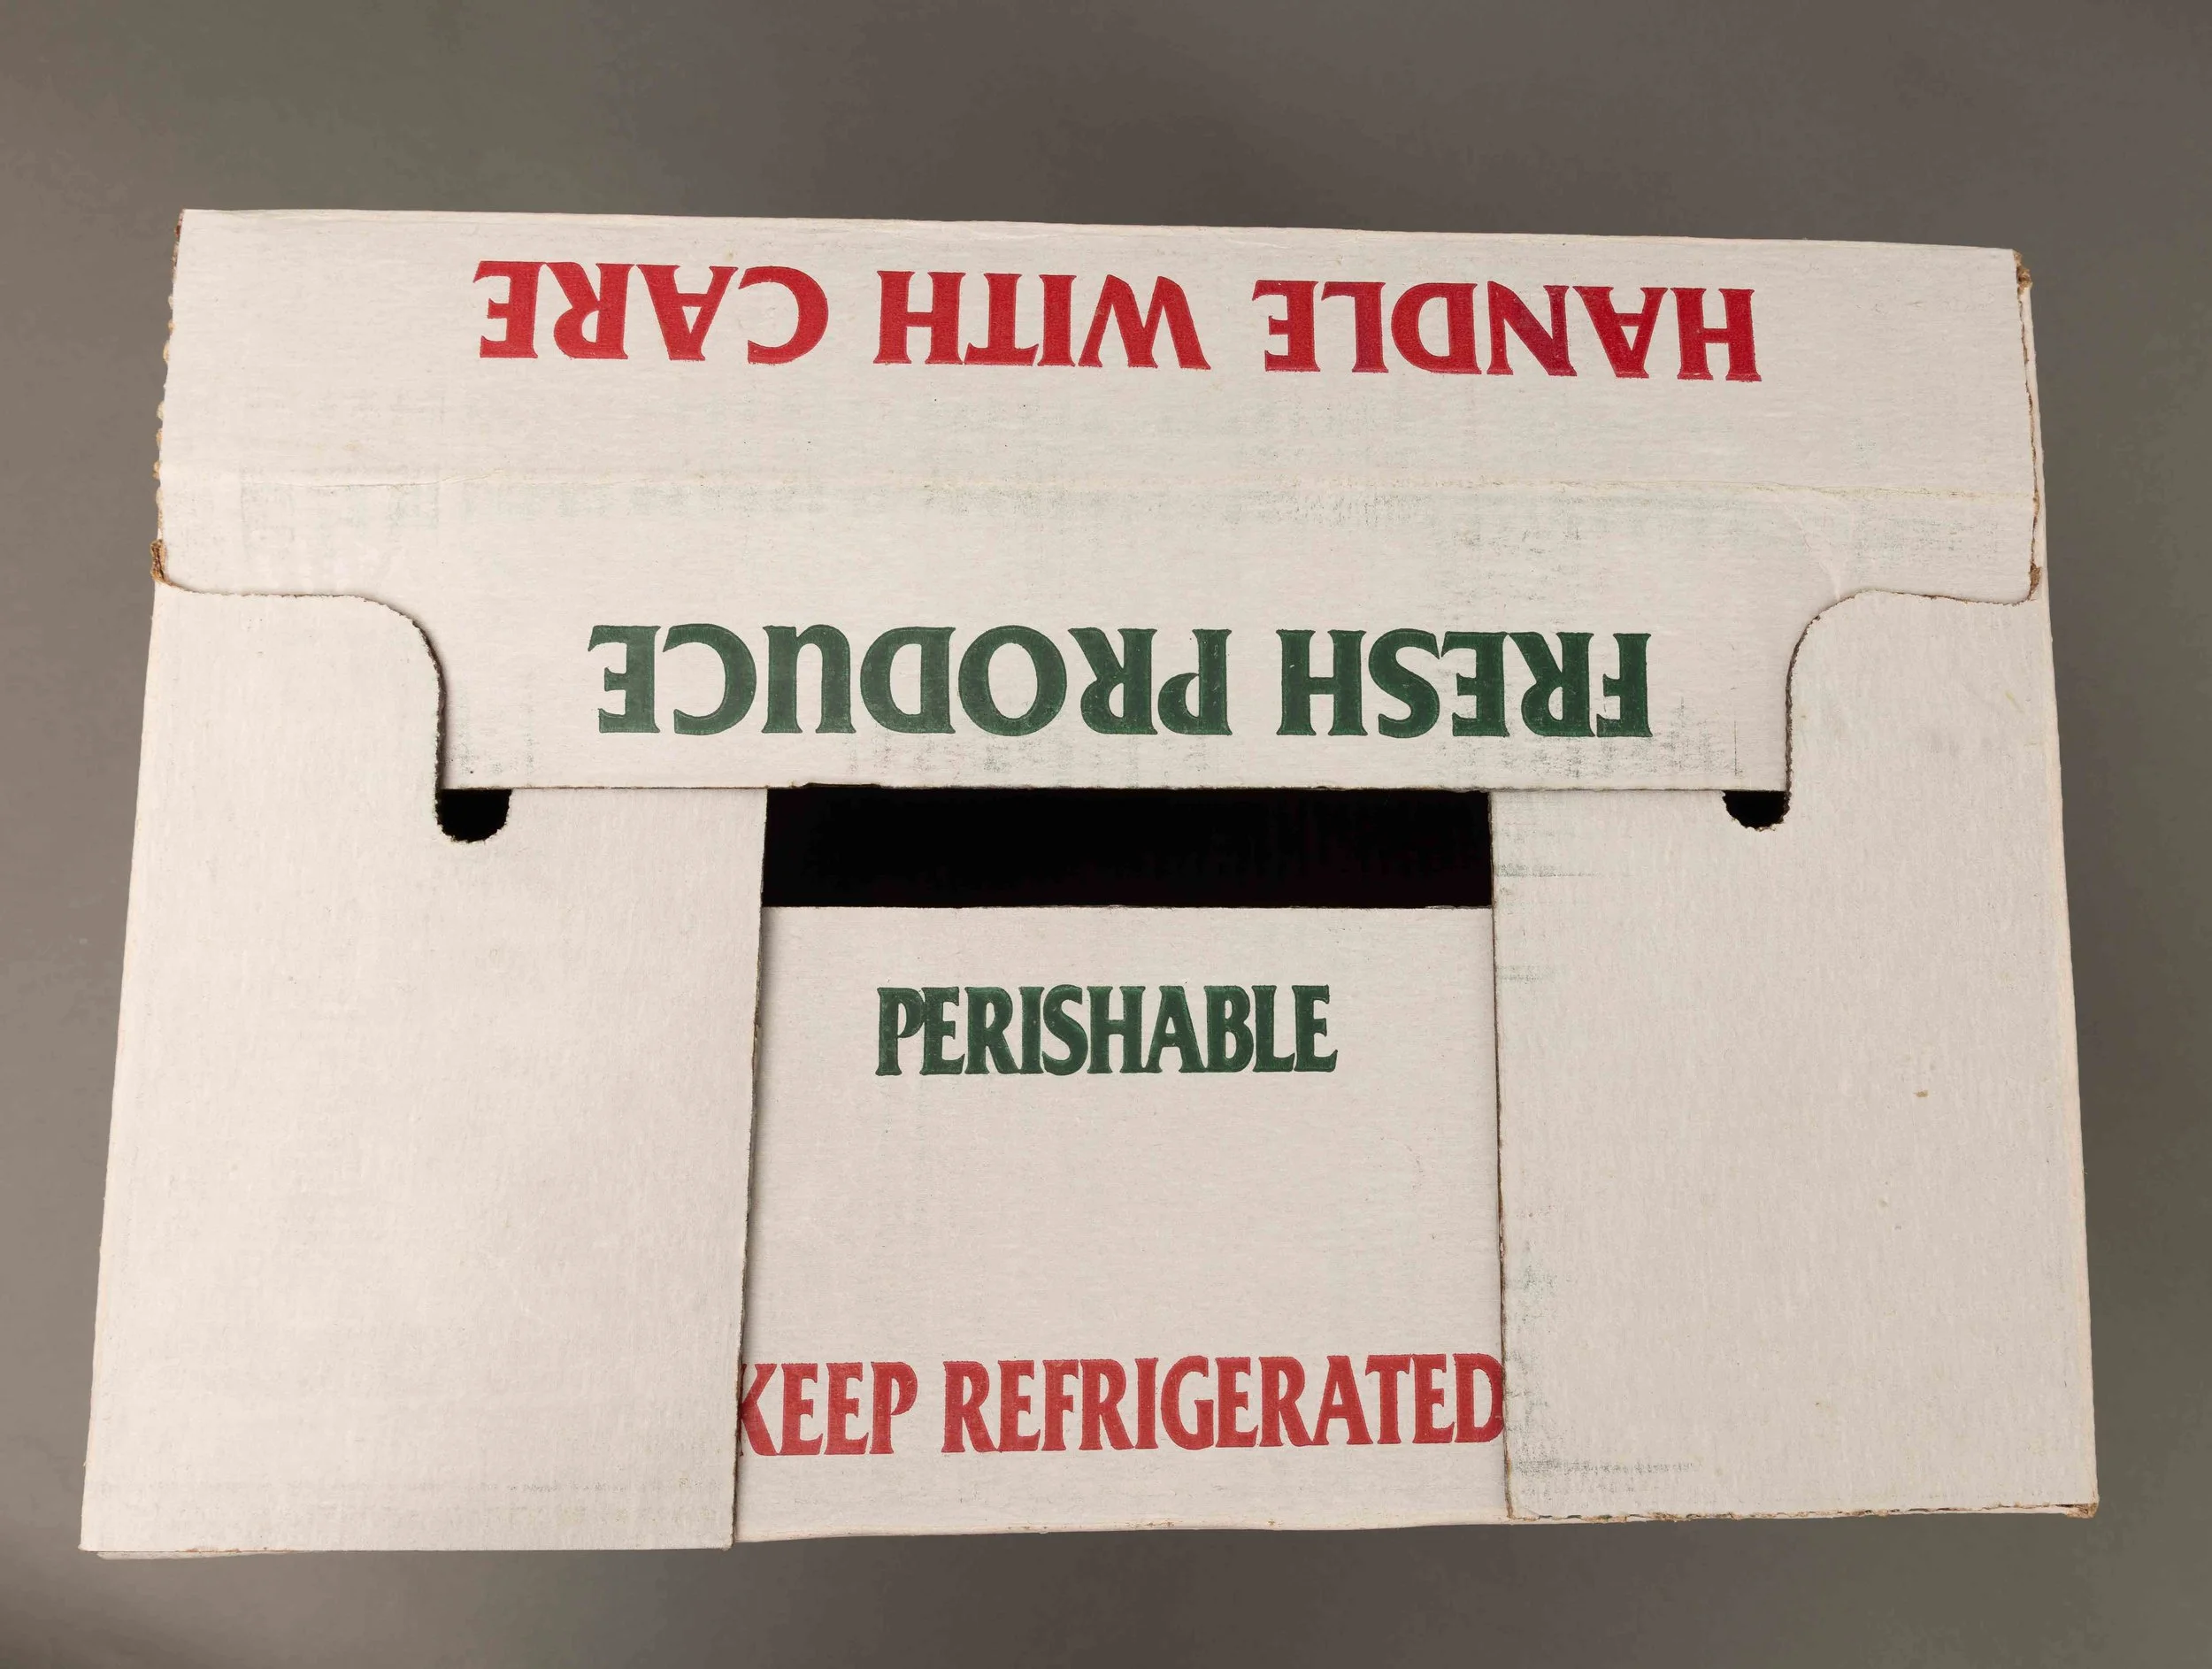 HANDLE WITH CARE
FRESH PRODUCE
PERISHABLE
KEEP REFRIGERATED